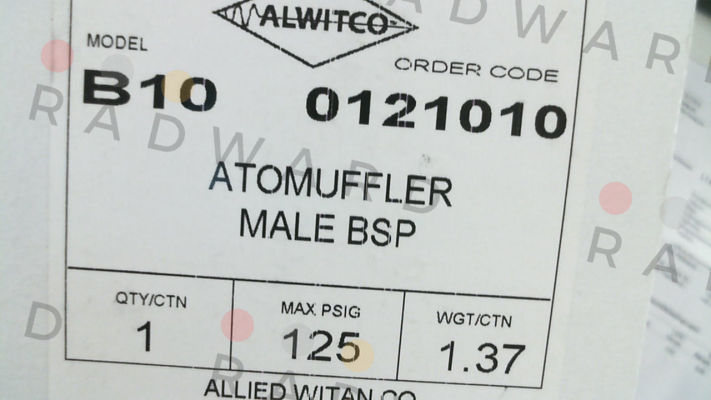 ALWITCO
MODEL
ORDER CODE
B10
0121010
ATOMUFFLER
MALE BSP
QTY/CTN
MAX PSIG
WGT/CTN
1
125
1.37
ALLIED WITAN CO
RADWARD